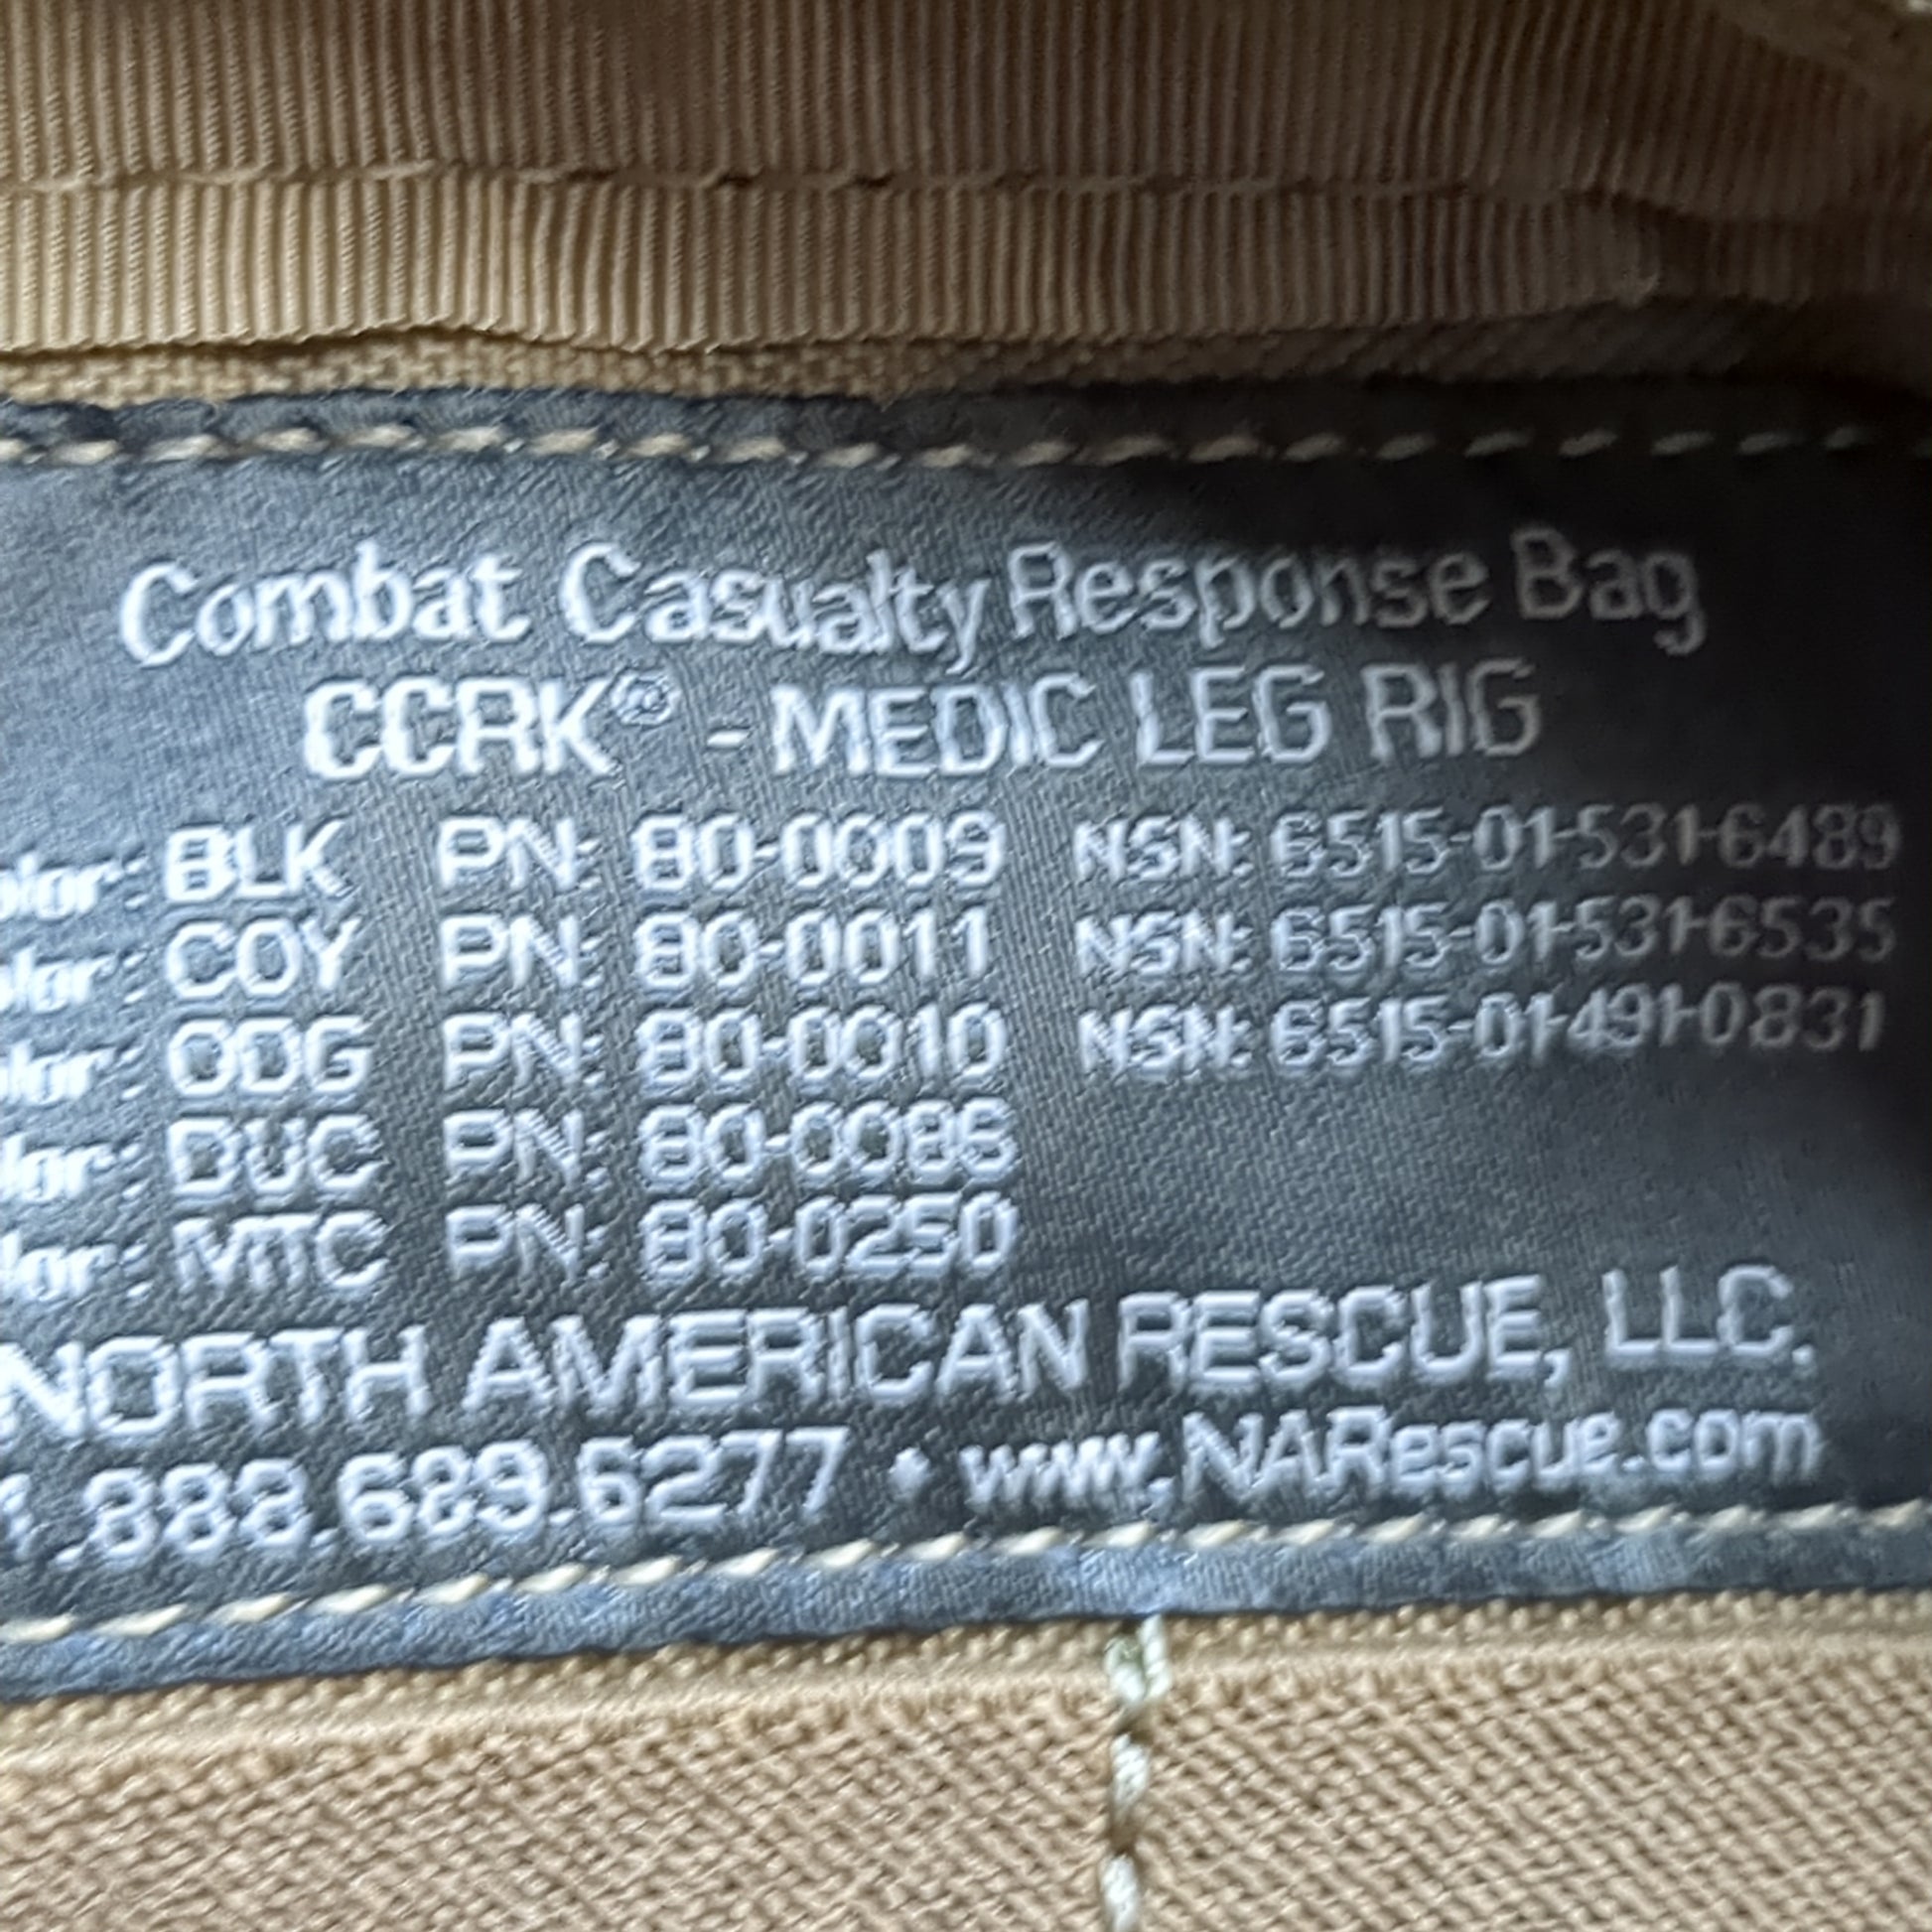 Combat Casualty Response Bag
CCRK® - MEDIC LEG RIG
olor: BLK PN: 80-0009 NSN: 6515-01-531-6489
olor: COY PN: 80-0011 NSN: 6515-01-531-6535
olor: ODG PN: 80-0010 NSN: 6515-01-491-0831
lor: DUC PN: 80-0086
lor: MTC PN: 80-0250
NORTH AMERICAN RESCUE, LLC.
.888.689.6277 • www.NARescue.com